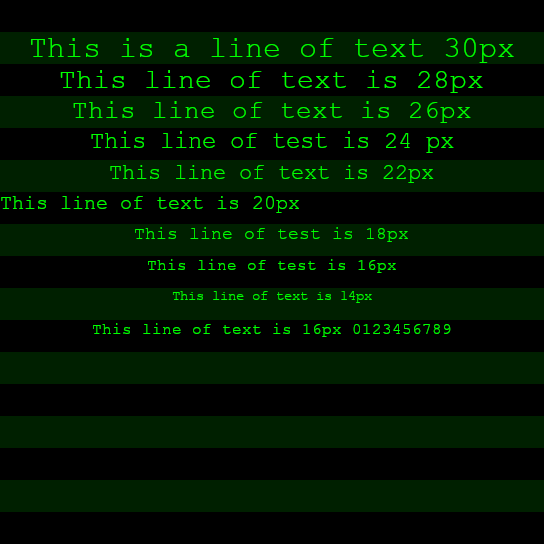 This is a line of text 30px
This line of text is 28px
This line of text is 26px
This line of test is 24 px
This line of text is 22px
This line of text is 20px
This line of test is 18px
This line of test is 16px
This line of text is 14px
This line of text is 16px 0123456789